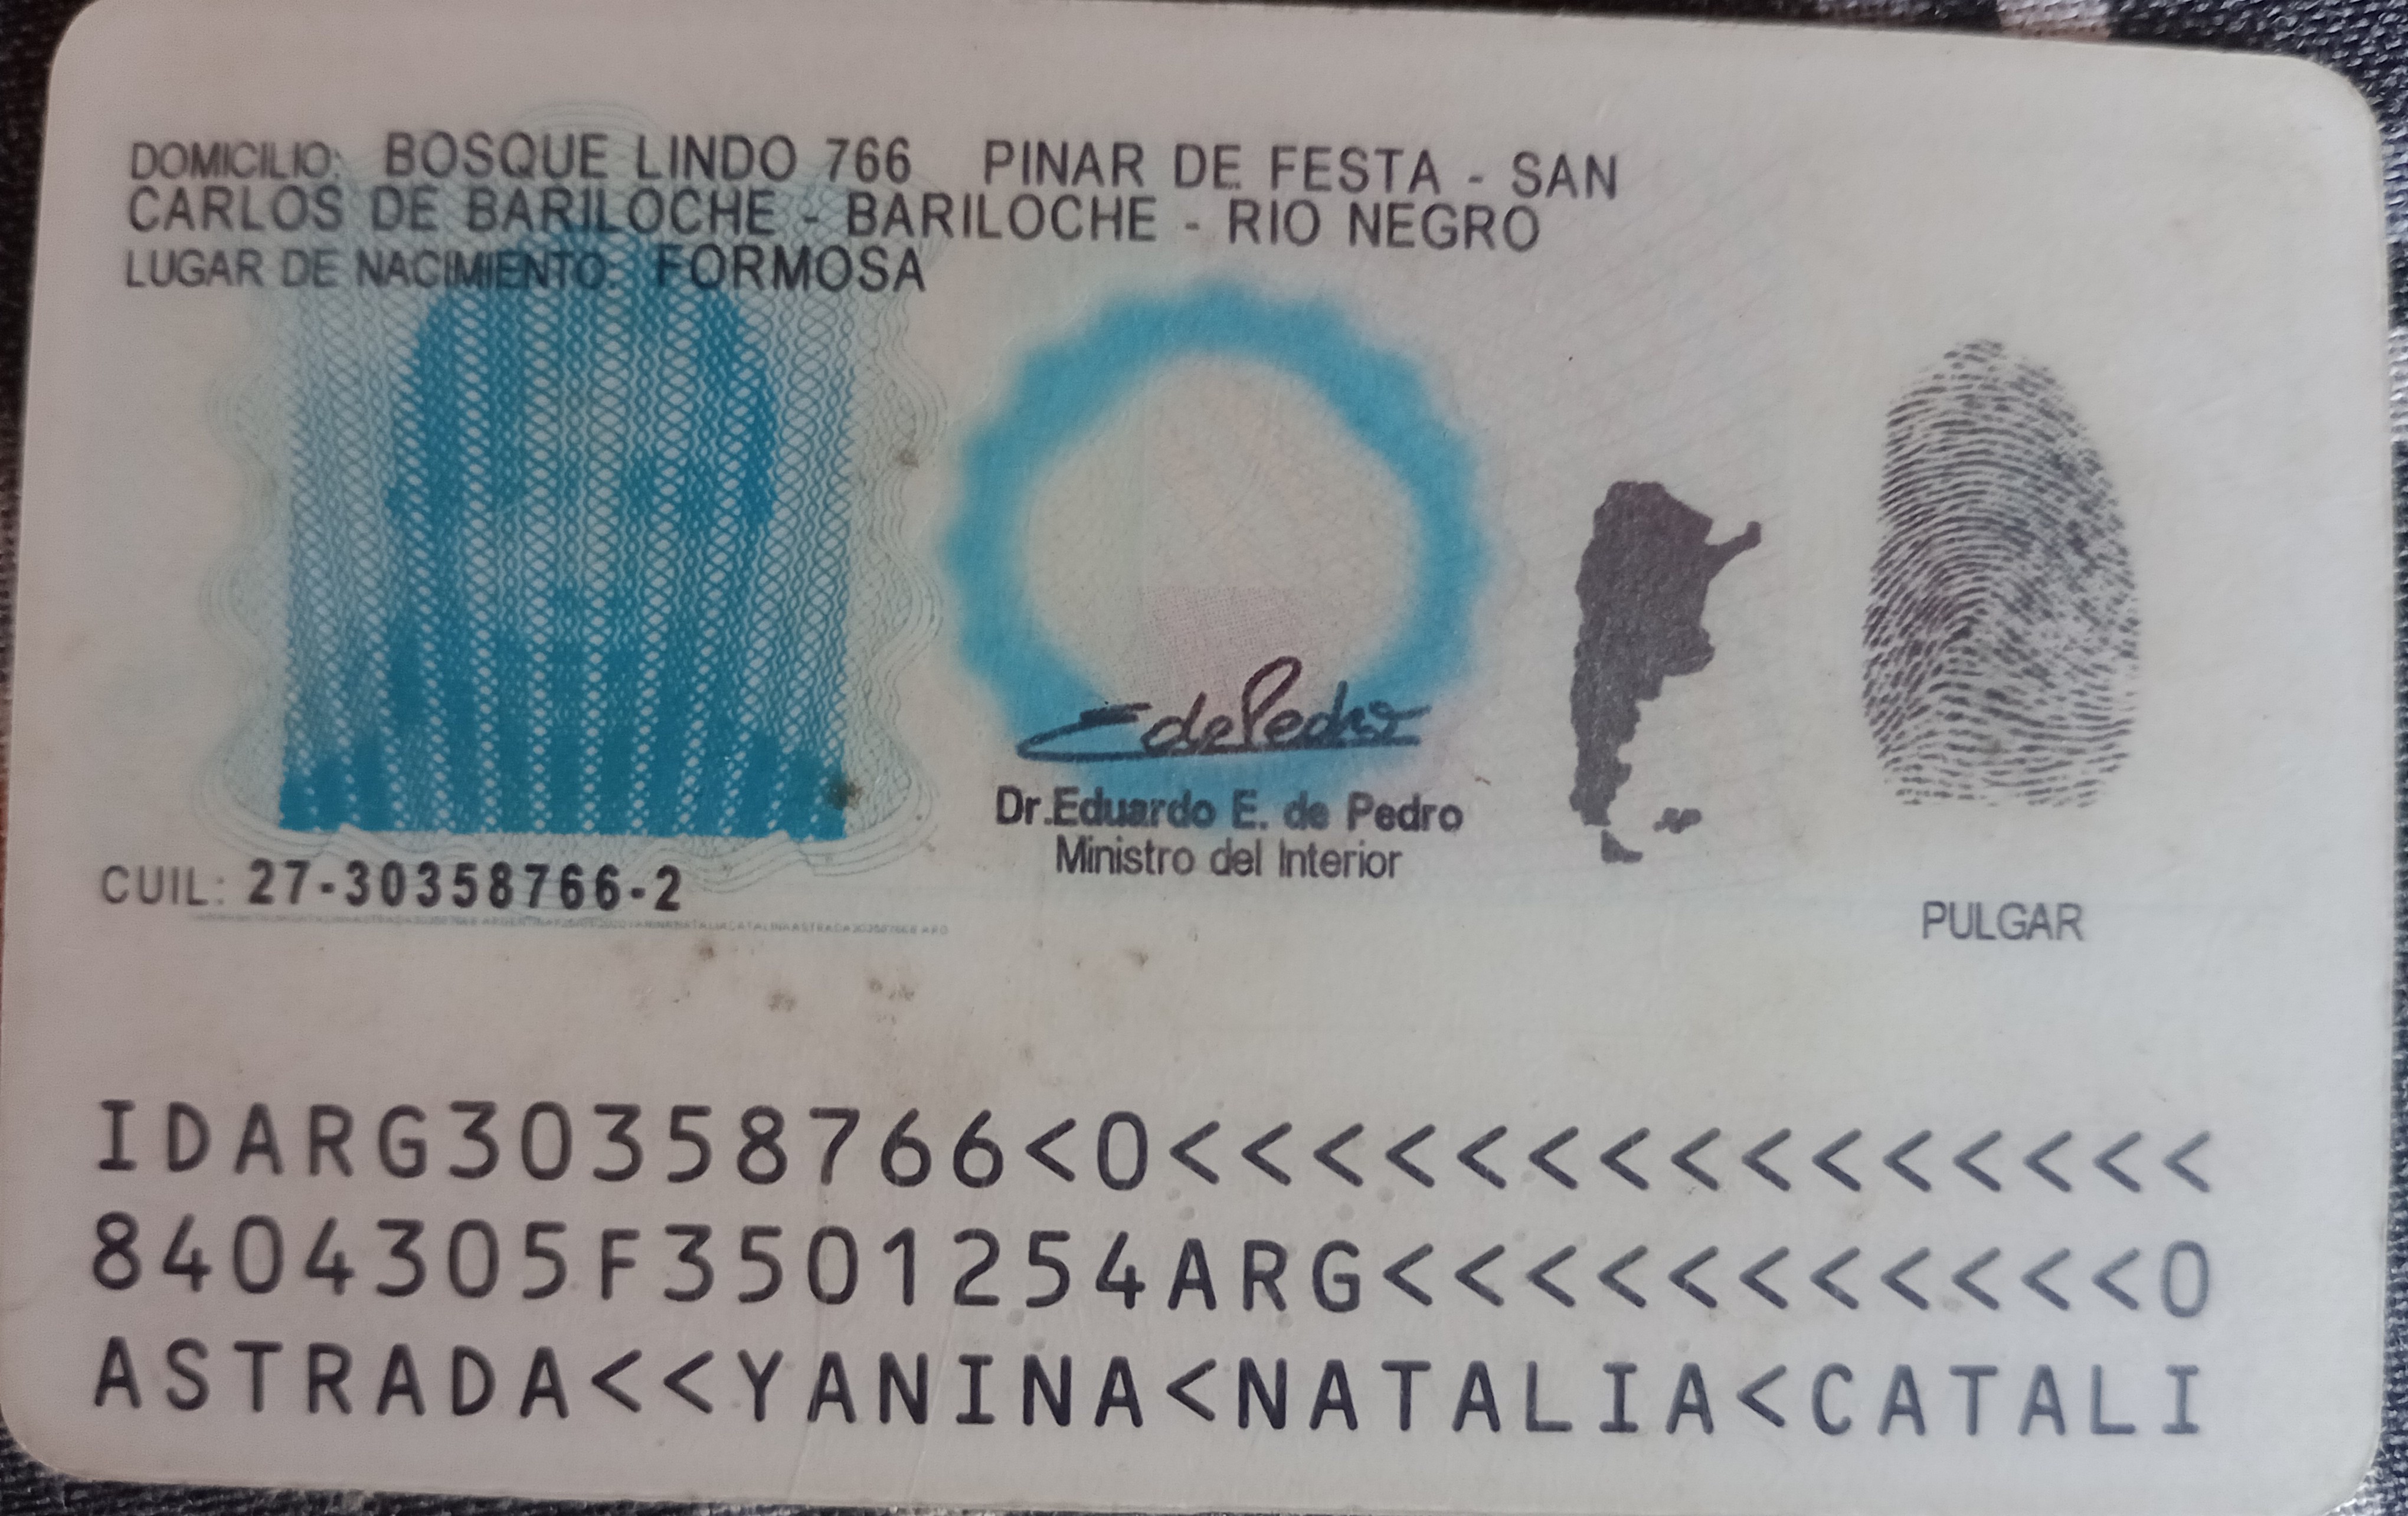 DOMICILIO: BOSQUE LINDO 766 PINAR DE FESTA - SAN
CARLOS DE BARILOCHE - BARILOCHE - RIO NEGRO
LUGAR DE NACIMIENTO: FORMOSA
E de Pedro
Dr.Eduardo E. de Pedro
Ministro del Interior
CUIL: 27-30358766-2
PULGAR
IDARG30358766<0<<<<<<<<<<<<<<<
8404305F3501254ARG<<<<<<<<<<<0
ASTRADA<<YANINA<NATALIA<CATALI